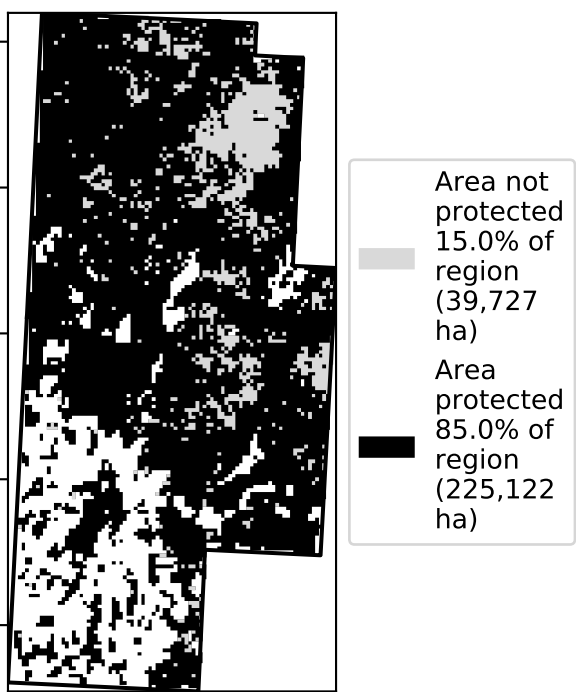 Area not
protected
15.0% of
region
(39,727
ha)
Area
protected
85.0% of
region
(225,122
ha)